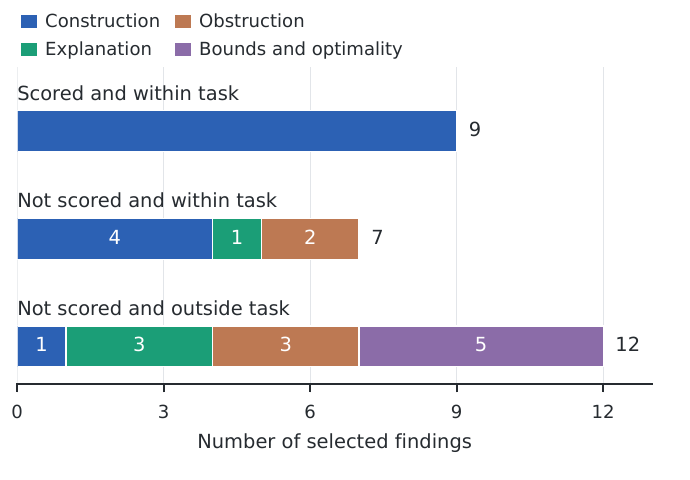 Construction Obstruction
Explanation Bounds and optimality
Scored and within task
9
Not scored and within task
4 1 2 7
Not scored and outside task
1 3 3 5 12
0 3 6 9 12
Number of selected findings